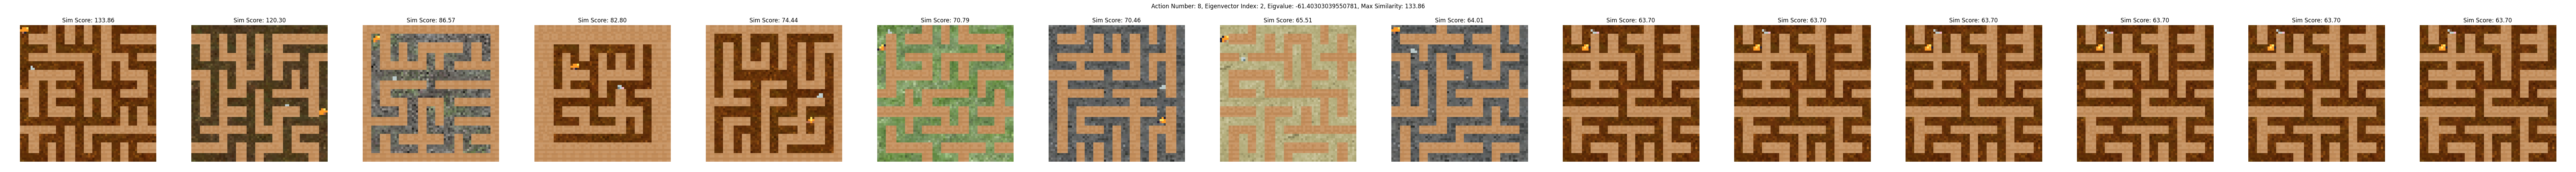 Action Number: 8, Eigenvector Index: 2, Eigvalue: -61.40303039550781, Max Similarity: 133.86
Sim Score: 133.86
Sim Score: 120.30
Sim Score: 86.57
Sim Score: 82.80
Sim Score: 74.44
Sim Score: 70.79
Sim Score: 70.46
Sim Score: 65.51
Sim Score: 64.01
Sim Score: 63.70
Sim Score: 63.70
Sim Score: 63.70
Sim Score: 63.70
Sim Score: 63.70
Sim Score: 63.70